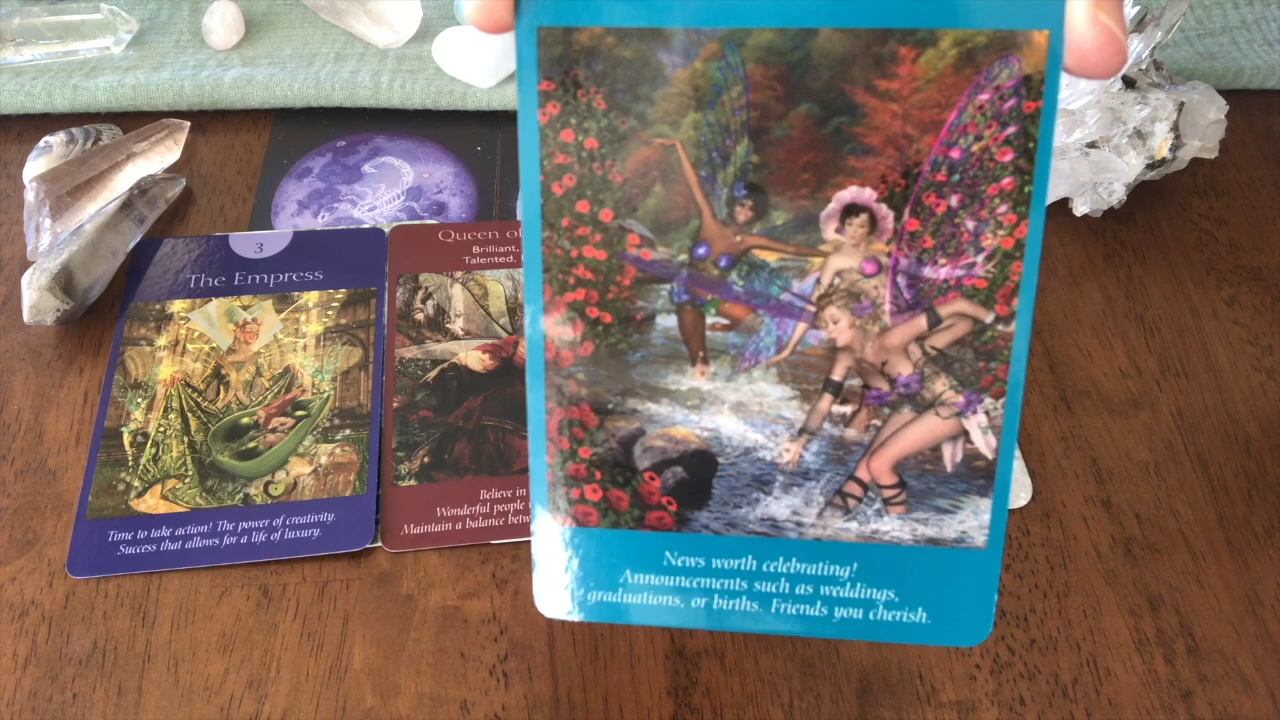 3
The Empress
Time to take action! The power of creativity.
Success that allows for a life of luxury.
Queen of
Brilliant,
Talented.
Believe in
Wonderful people
Maintain a balance
News worth celebrating!
Announcements such as weddings,
graduations, or births. Friends you cherish.